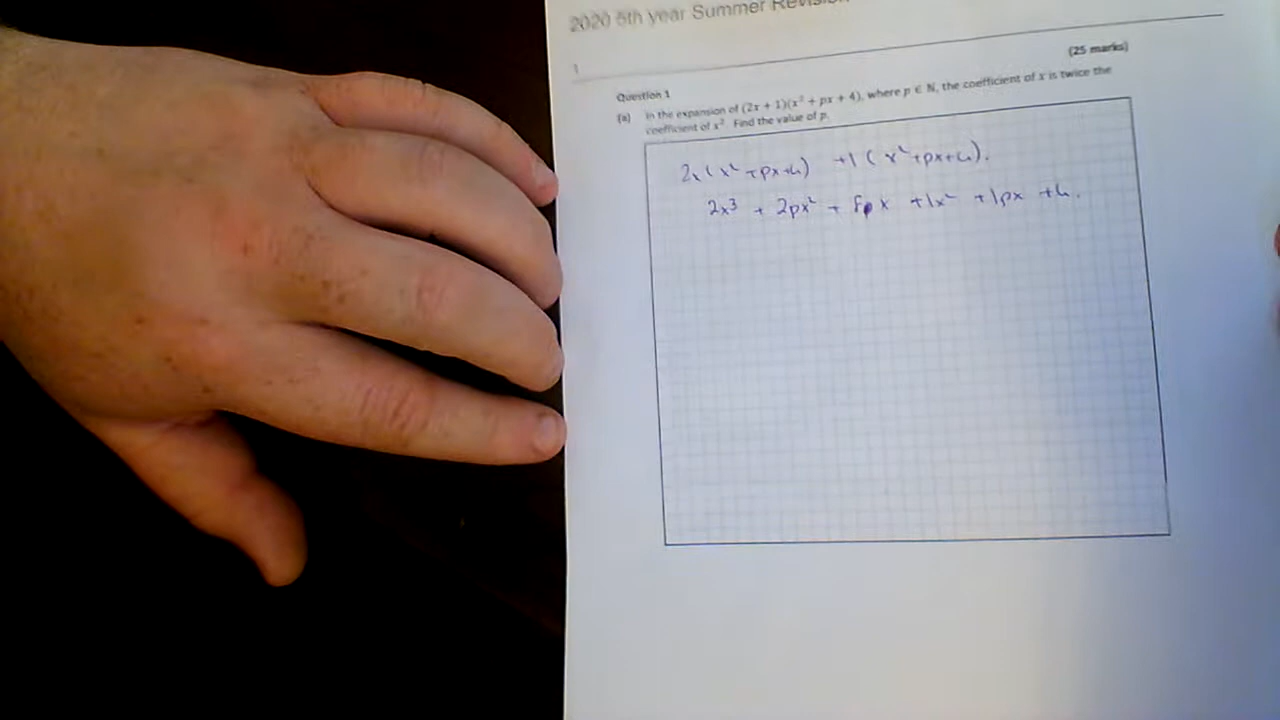 2020 5th year Summer Revision
1
(25 marks)
Question 1
(a) In the expansion of (2x + 1)(x² + px + 4), where p ∈ N, the coefficient of x is twice the
coefficient of x². Find the value of p.
2x(x² + px+4) +1(x²+px+4).
2x³ + 2px² + 8 x +1x² +1px +4.